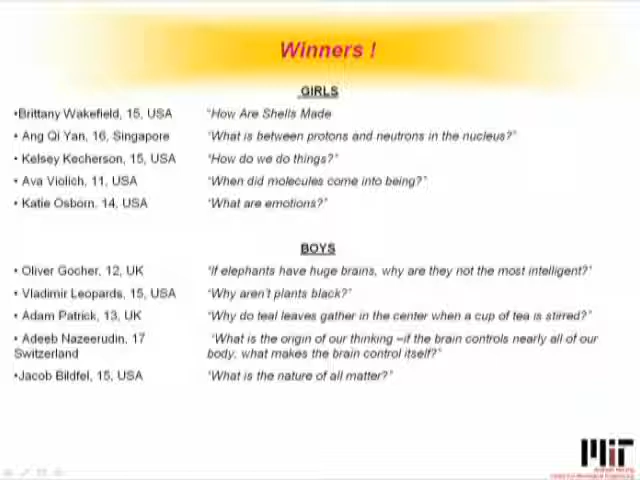 Winners !
GIRLS
•Brittany Wakefield, 15, USA "How Are Shells Made
• Ang Qi Yan, 16, Singapore "What is between protons and neutrons in the nucleus?"
• Kelsey Kecherson, 15, USA "How do we do things?"
• Ava Violich, 11, USA "When did molecules come into being?"
• Katie Osborn. 14, USA "What are emotions?"
BOYS
• Oliver Gocher, 12, UK "If elephants have huge brains, why are they not the most intelligent?"
• Vladimir Leopards, 15, USA "Why aren't plants black?"
• Adam Patrick, 13, UK "Why do teal leaves gather in the center when a cup of tea is stirred?"
• Adeeb Nazeerudin, 17 "What is the origin of our thinking –if the brain controls nearly all of our
Switzerland body, what makes the brain control itself?"
•Jacob Bildfel, 15, USA "What is the nature of all matter?"
MIT